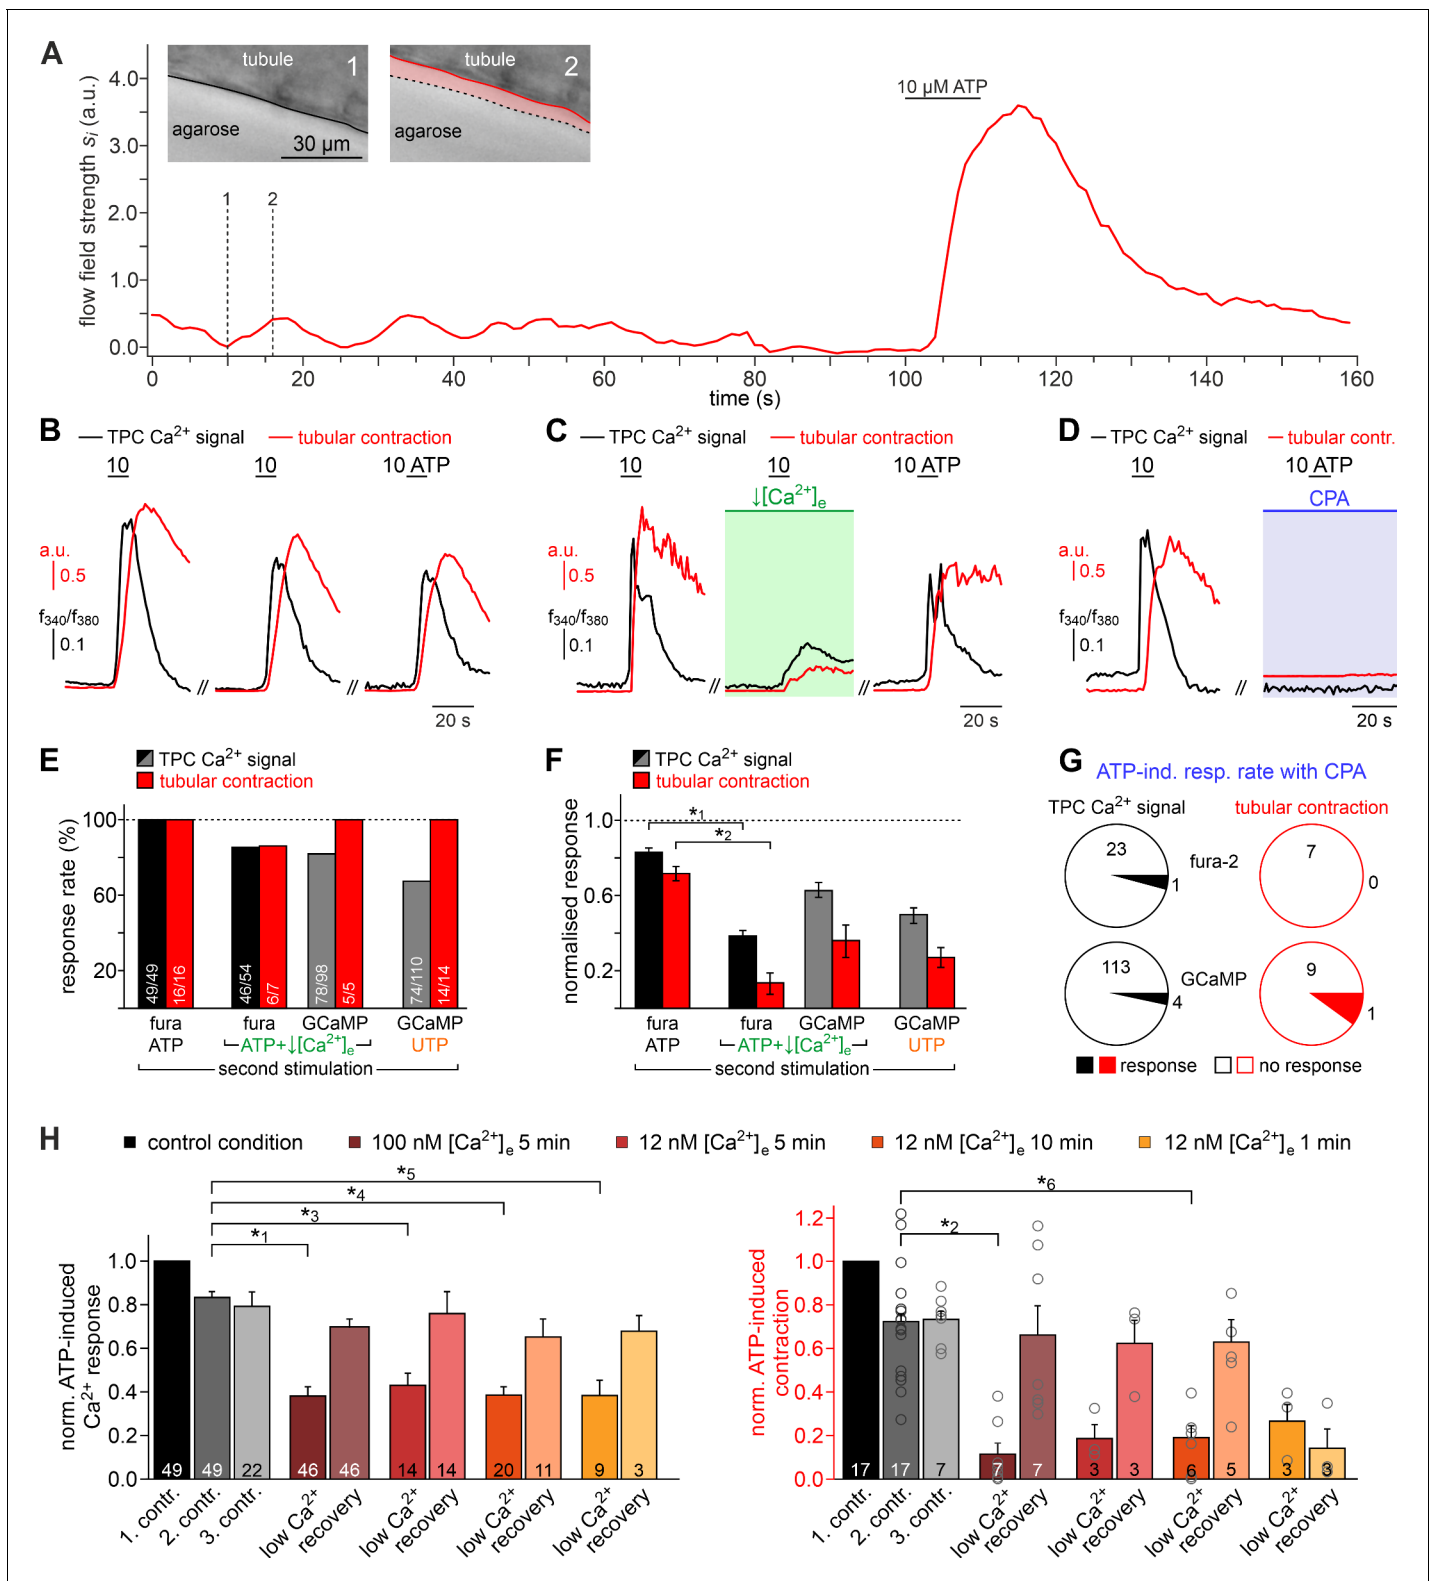 A
flow field strength si (a.u.)
4.0
3.0
2.0
1.0
0.0
tubule
1
agarose
30 µm
tubule
2
agarose
10 µM ATP
1
2
0
20
40
60
80
100
120
140
160
time (s)
B
TPC Ca2+ signal
tubular contraction
10
10
10 ATP
a.u.
0.5
f340/f380
0.1
//
//
20 s
C
TPC Ca2+ signal
tubular contraction
10
10
10 ATP
↓[Ca2+]e
a.u.
0.5
f340/f380
0.1
//
//
20 s
D
TPC Ca2+ signal
tubular contr.
10
10 ATP
CPA
a.u.
0.5
f340/f380
0.1
//
20 s
E
TPC Ca2+ signal
tubular contraction
response rate (%)
100
60
20
49/49
16/16
46/54
6/7
78/98
5/5
74/110
14/14
fura
fura
GCaMP
GCaMP
ATP
ATP+↓[Ca2+]e
UTP
second stimulation
F
TPC Ca2+ signal
tubular contraction
normalised response
1.0
0.6
0.2
*1
*2
fura
fura
GCaMP
GCaMP
ATP
ATP+↓[Ca2+]e
UTP
second stimulation
G
ATP-ind. resp. rate with CPA
TPC Ca2+ signal
tubular contraction
23
1
fura-2
7
0
113
4
GCaMP
9
1
response
no response
H
control condition
100 nM [Ca2+]e 5 min
12 nM [Ca2+]e 5 min
12 nM [Ca2+]e 10 min
12 nM [Ca2+]e 1 min
norm. ATP-induced
Ca2+ response
1.0
0.8
0.6
0.4
0.2
0.0
*5
*4
*3
*1
49
49
22
46
46
14
14
20
11
9
3
1. contr.
2. contr.
3. contr.
low Ca2+
recovery
low Ca2+
recovery
low Ca2+
recovery
low Ca2+
recovery
norm. ATP-induced
contraction
1.2
1.0
0.8
0.6
0.4
0.2
0.0
*6
*2
17
17
7
7
7
3
3
6
5
3
3
1. contr.
2. contr.
3. contr.
low Ca2+
recovery
low Ca2+
recovery
low Ca2+
recovery
low Ca2+
recovery